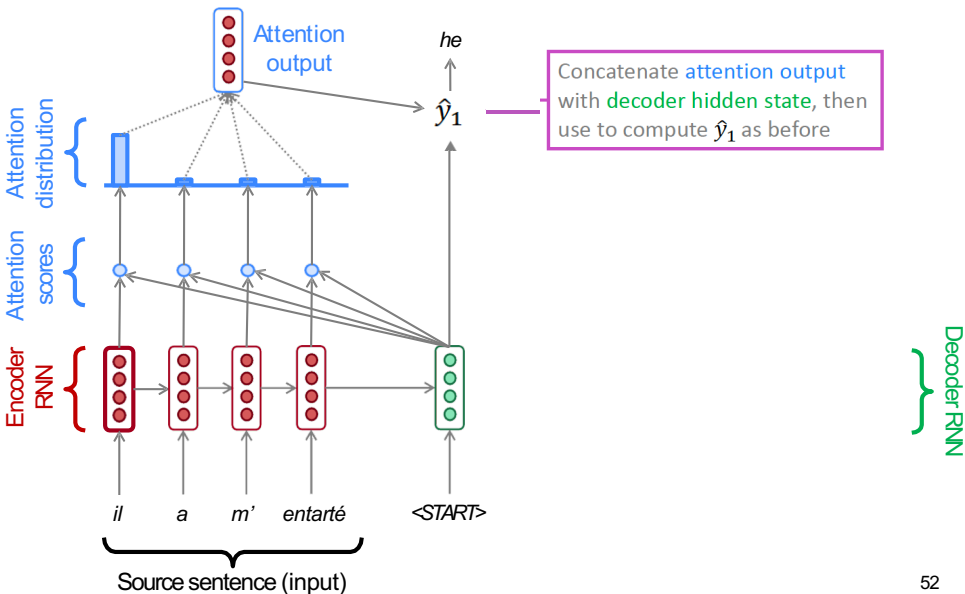 Attention
output
he
Concatenate attention output
with decoder hidden state, then
use to compute ŷ₁ as before
ŷ₁
Attention
distribution
Attention
scores
Encoder
RNN
Decoder RNN
il a m' entarté <START>
Source sentence (input)
52